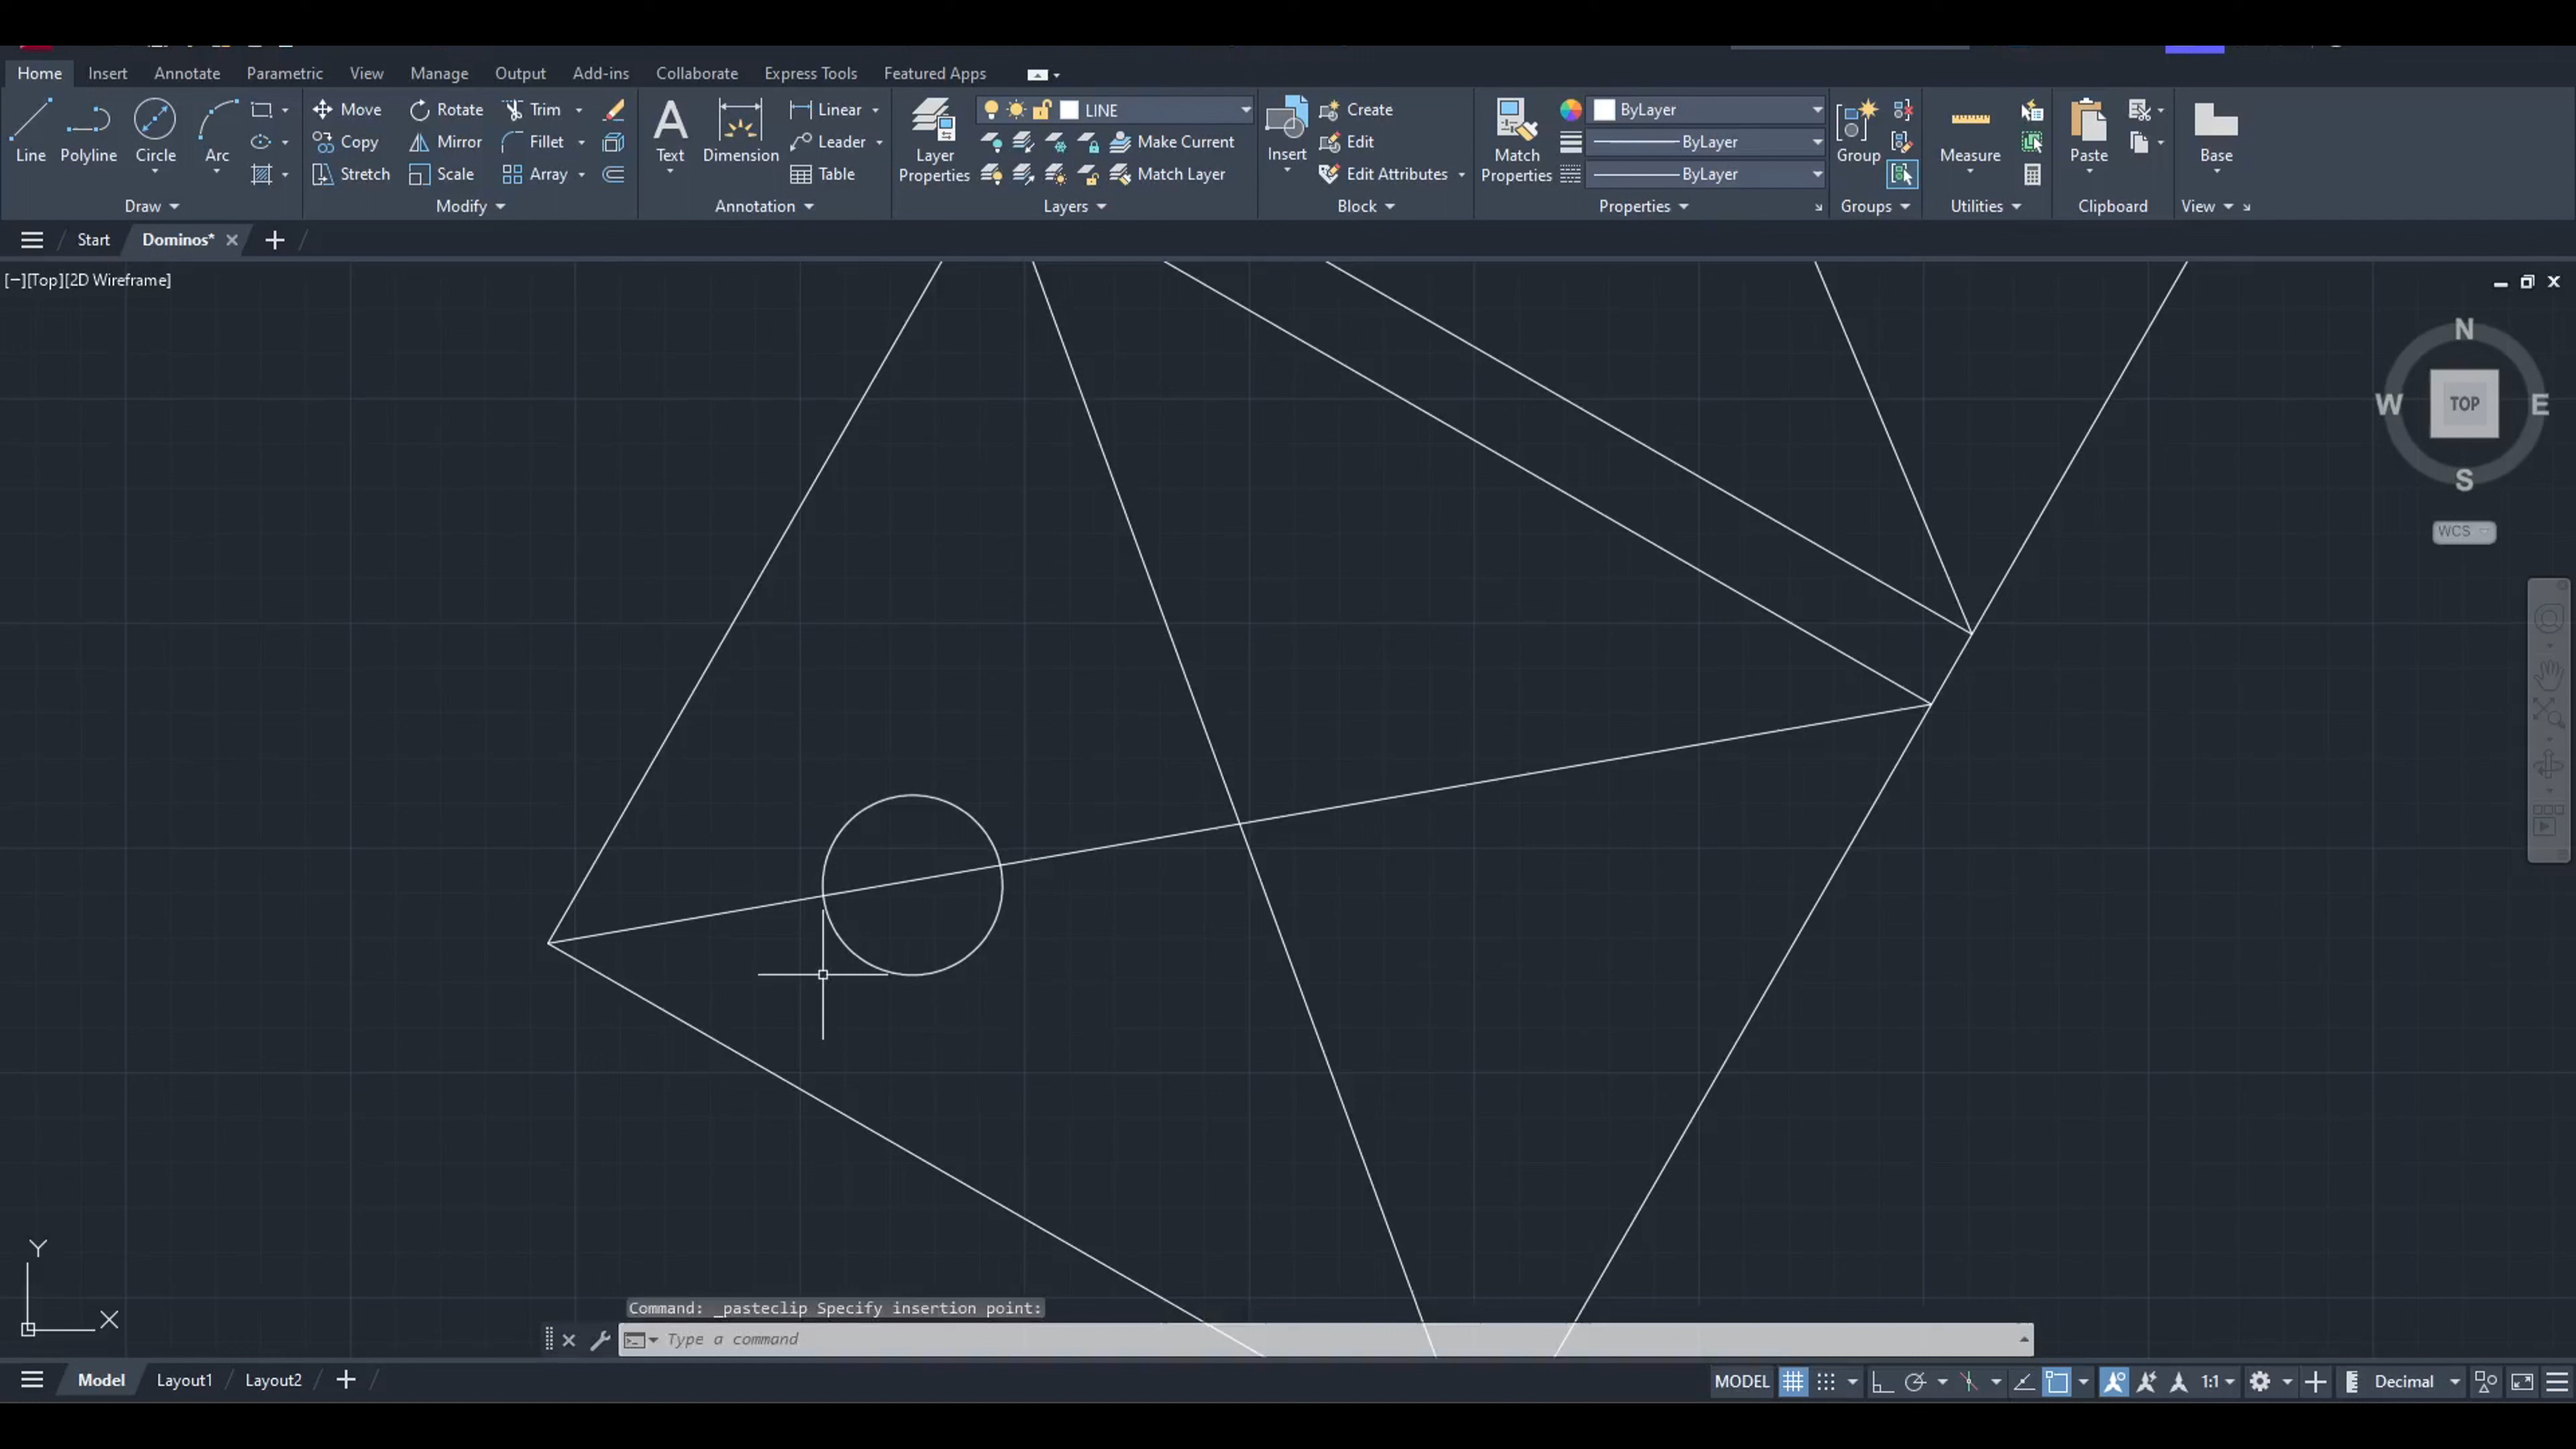 Home Insert Annotate Parametric View Manage Output Add-ins Collaborate Express Tools Featured Apps
Move Rotate Trim Linear LINE Create ByLayer
Line Polyline Circle Arc Copy Mirror Fillet Text Dimension Leader Layer Properties Make Current Insert Edit Match Properties ByLayer Group Measure Paste Base
Stretch Scale Array Table Match Layer Edit Attributes ByLayer
Draw Modify Annotation Layers Block Properties Groups Utilities Clipboard View
Start Dominos*
[−][Top][2D Wireframe]
N
W TOP E
S
WCS
Y
X
Command: _pasteclip Specify insertion point:
Type a command
Model Layout1 Layout2 MODEL 1:1 Decimal